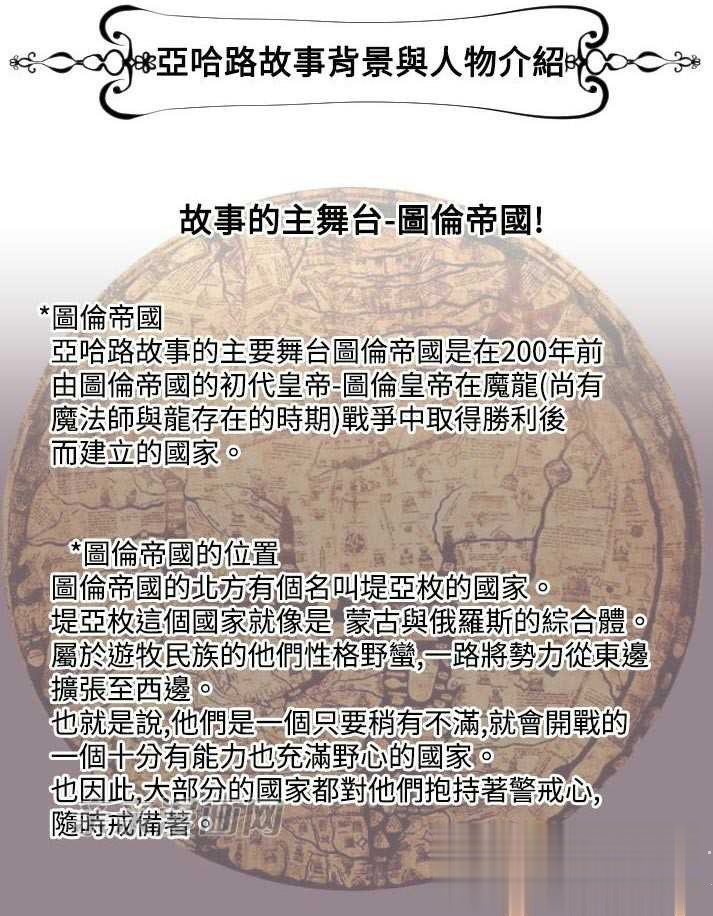 亞哈路故事背景與人物介紹
故事的主舞台-圖倫帝國!
*圖倫帝國
亞哈路故事的主要舞台圖倫帝國是在200年前
由圖倫帝國的初代皇帝-圖倫皇帝在魔龍(尚有
魔法師與龍存在的時期)戰爭中取得勝利後
而建立的國家。
*圖倫帝國的位置
圖倫帝國的北方有個名叫堤亞枚的國家。
堤亞枚這個國家就像是 蒙古與俄羅斯的綜合體。
屬於遊牧民族的他們性格野蠻,一路將勢力從東邊
擴張至西邊。
也就是說,他們是一個只要稍有不滿,就會開戰的
一個十分有能力也充滿野心的國家。
也因此,大部分的國家都對他們抱持著警戒心,
隨時戒備著。